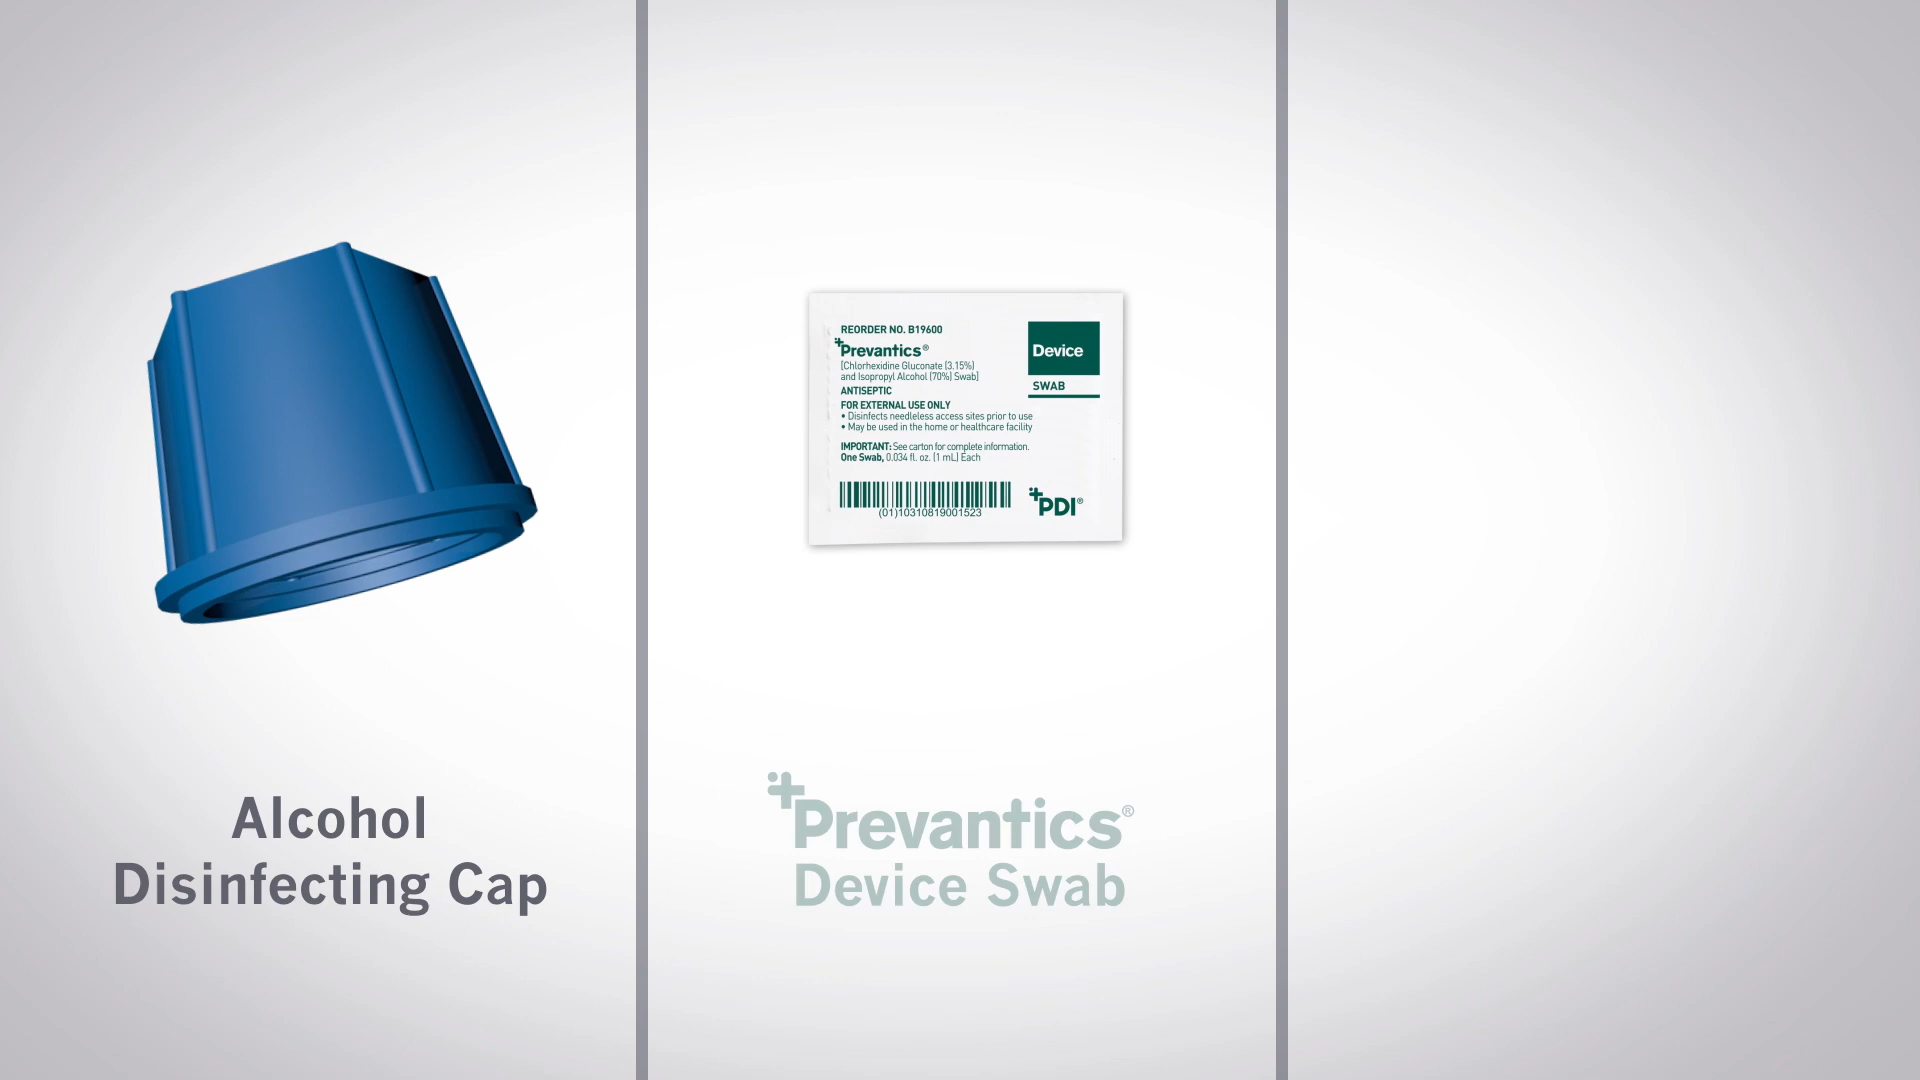 REORDER NO. B19600
Prevantics®
[Chlorhexidine Gluconate (3.15%)
and Isopropyl Alcohol (70%) Swab]
ANTISEPTIC
FOR EXTERNAL USE ONLY
• Disinfects needleless access sites prior to use
• May be used in the home or healthcare facility
IMPORTANT: See carton for complete information.
One Swab, 0.034 fl. oz. (1 mL) Each
(01)10310819001523
Device
SWAB
PDI®
Alcohol
Disinfecting Cap
Prevantics®
Device Swab